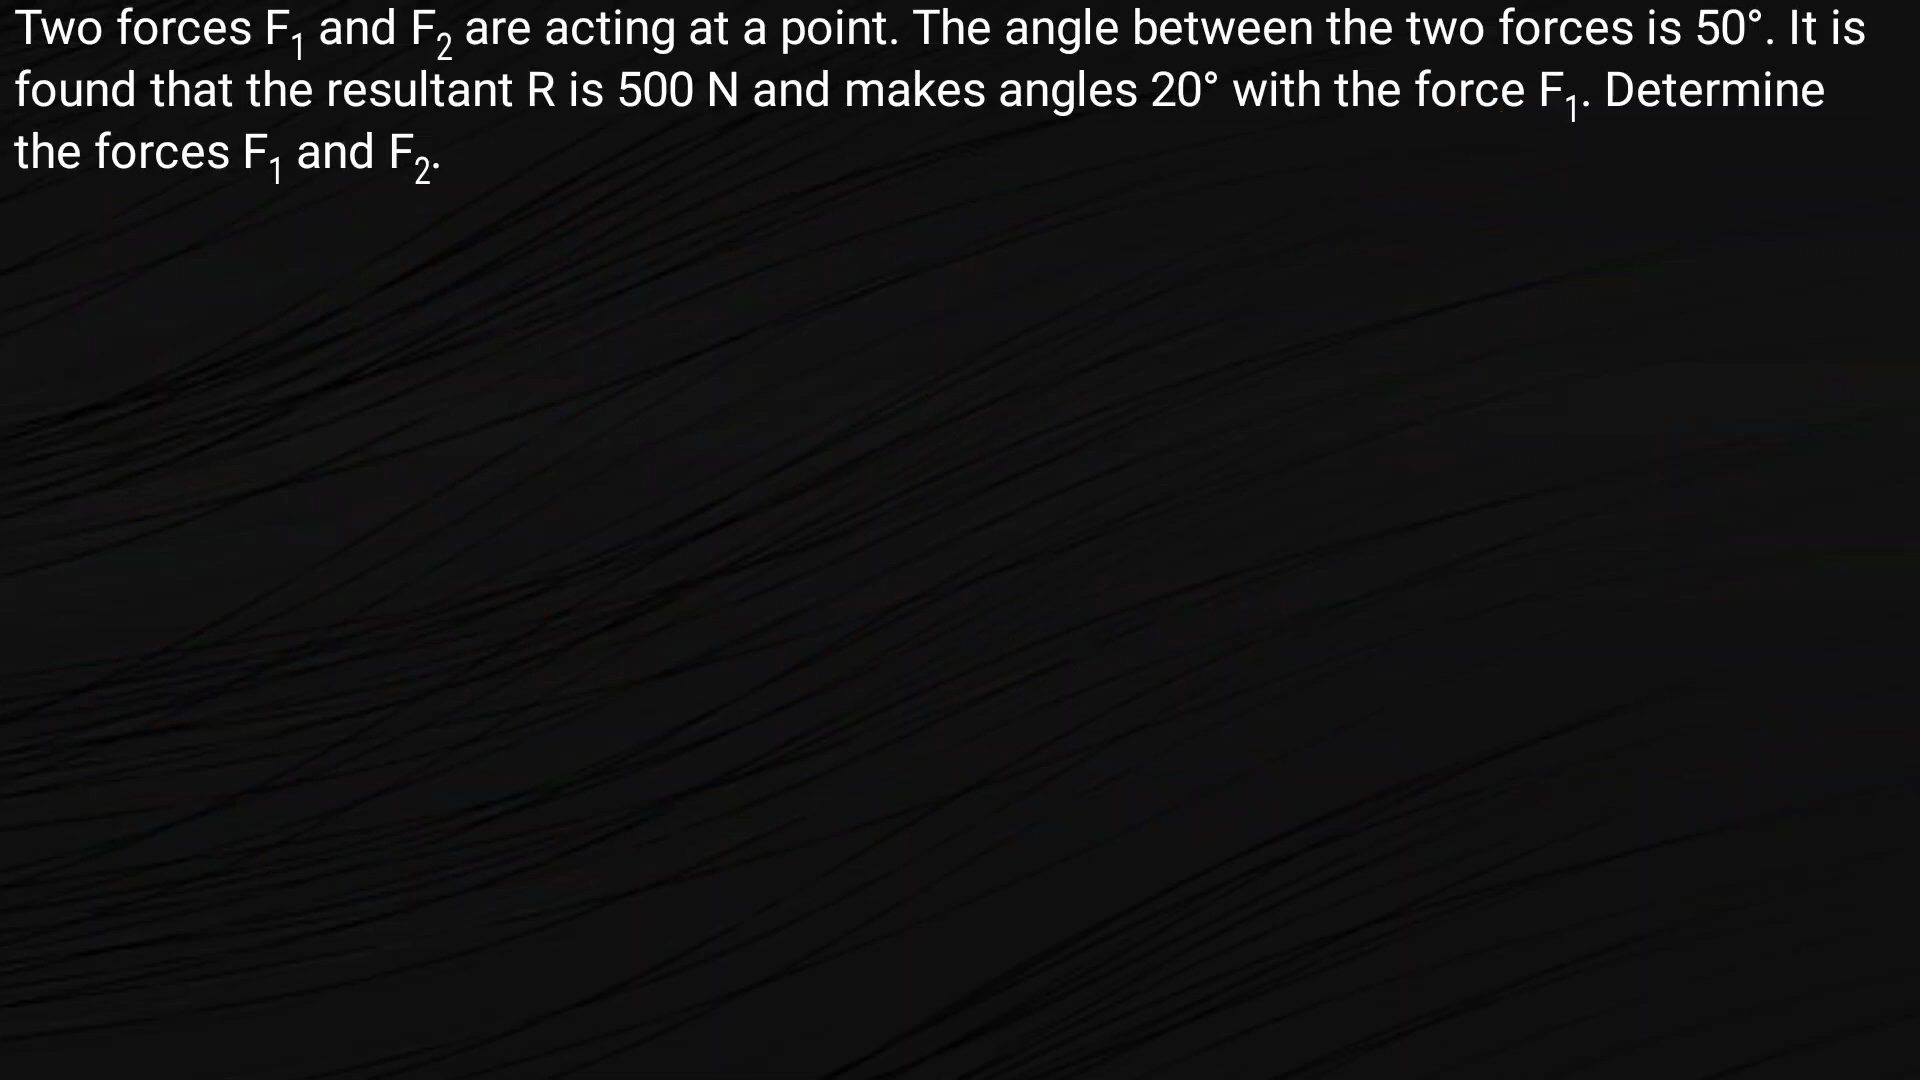 Two forces F₁ and F₂ are acting at a point. The angle between the two forces is 50°. It is
found that the resultant R is 500 N and makes angles 20° with the force F₁. Determine
the forces F₁ and F₂.